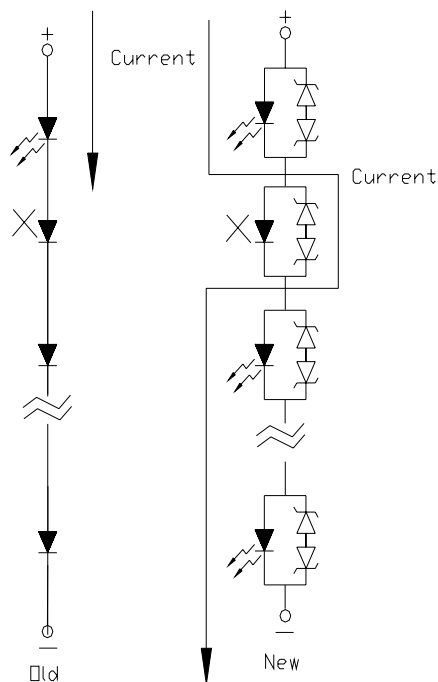 +
+
Current
Current
X
X
—
—
Old
New